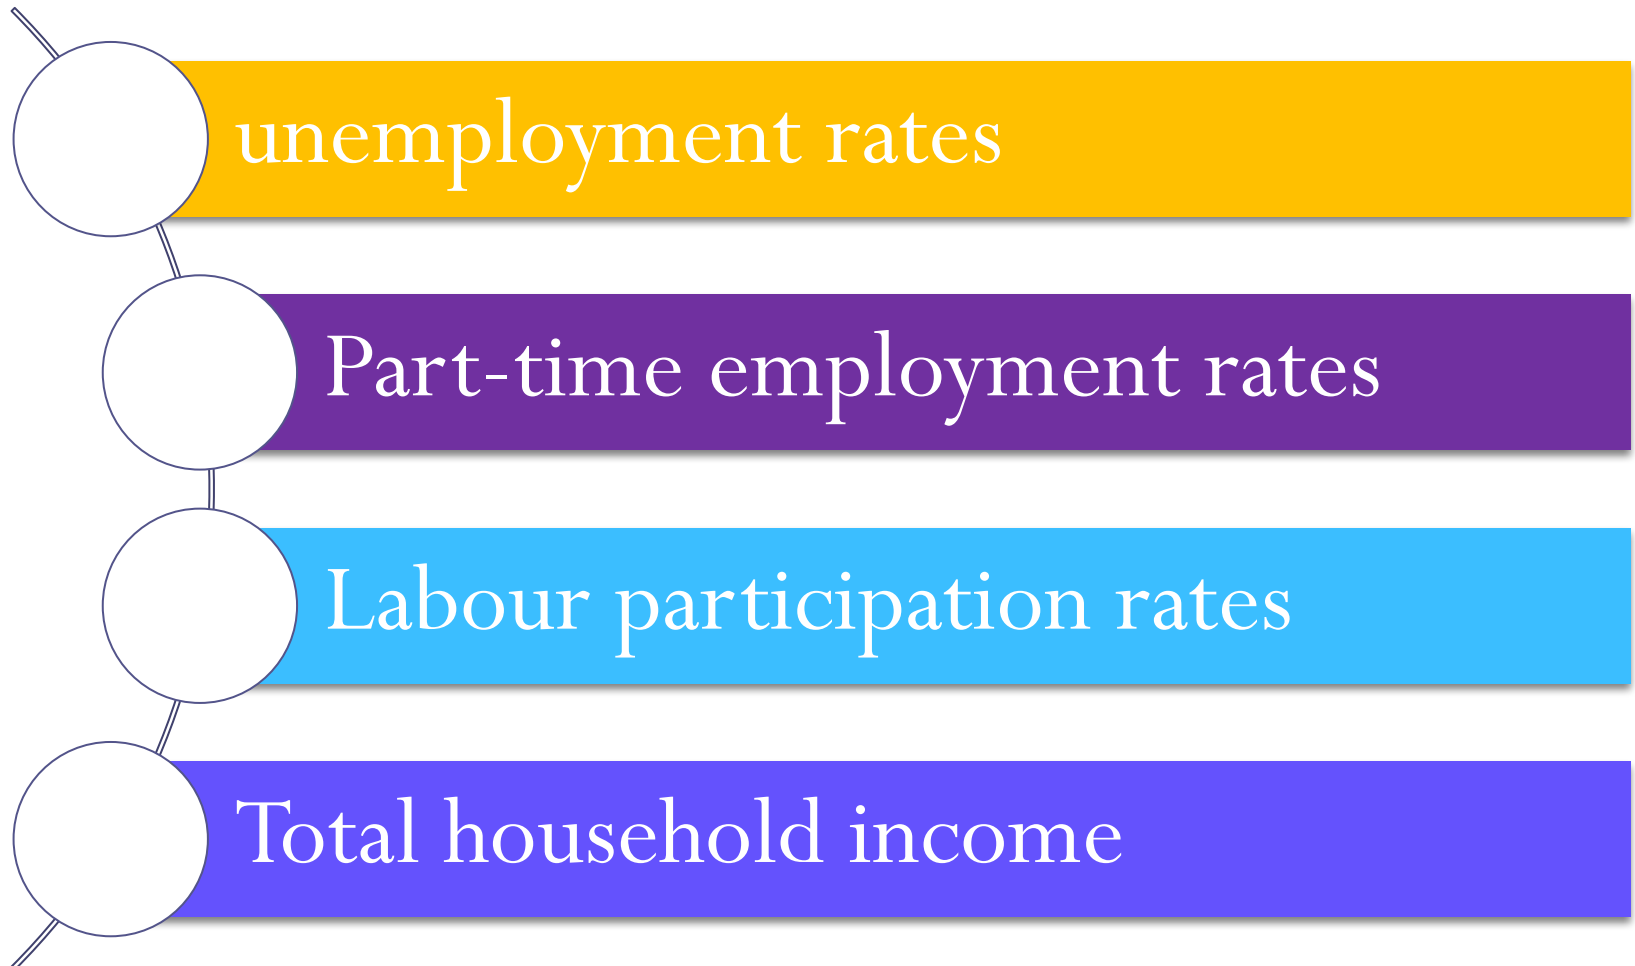 unemployment rates
Part-time employment rates
Labour participation rates
Total household income